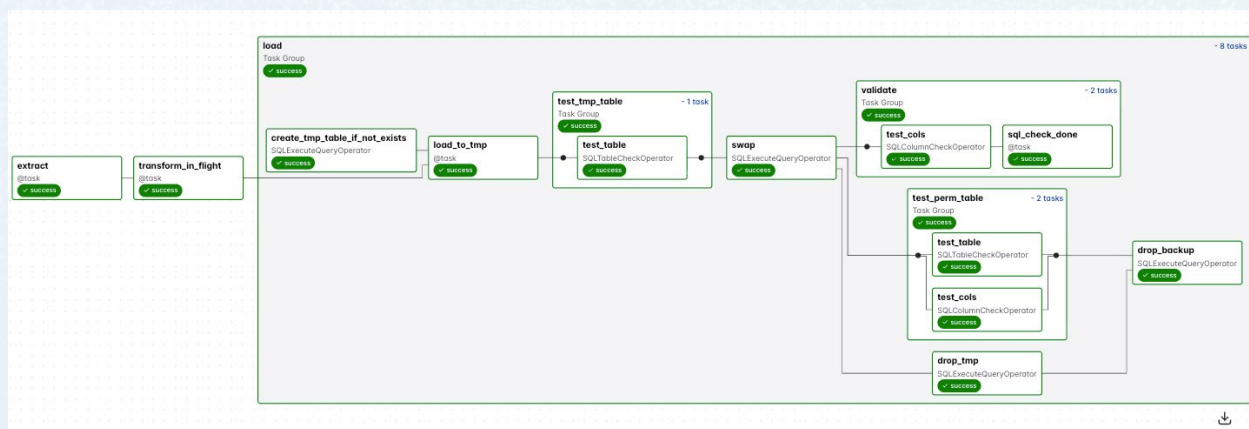 load
- 8 tasks
Task Group
success
extract
@task
success
transform_in_flight
@task
success
create_tmp_table_if_not_exists
SQLExecuteQueryOperator
success
load_to_tmp
@task
success
test_tmp_table
- 1 task
Task Group
success
test_table
SQLTableCheckOperator
success
swap
SQLExecuteQueryOperator
success
validate
- 2 tasks
Task Group
success
test_cols
SQLColumnCheckOperator
success
sql_check_done
@task
success
test_perm_table
- 2 tasks
Task Group
success
test_table
SQLTableCheckOperator
success
test_cols
SQLColumnCheckOperator
success
drop_tmp
SQLExecuteQueryOperator
success
drop_backup
SQLExecuteQueryOperator
success